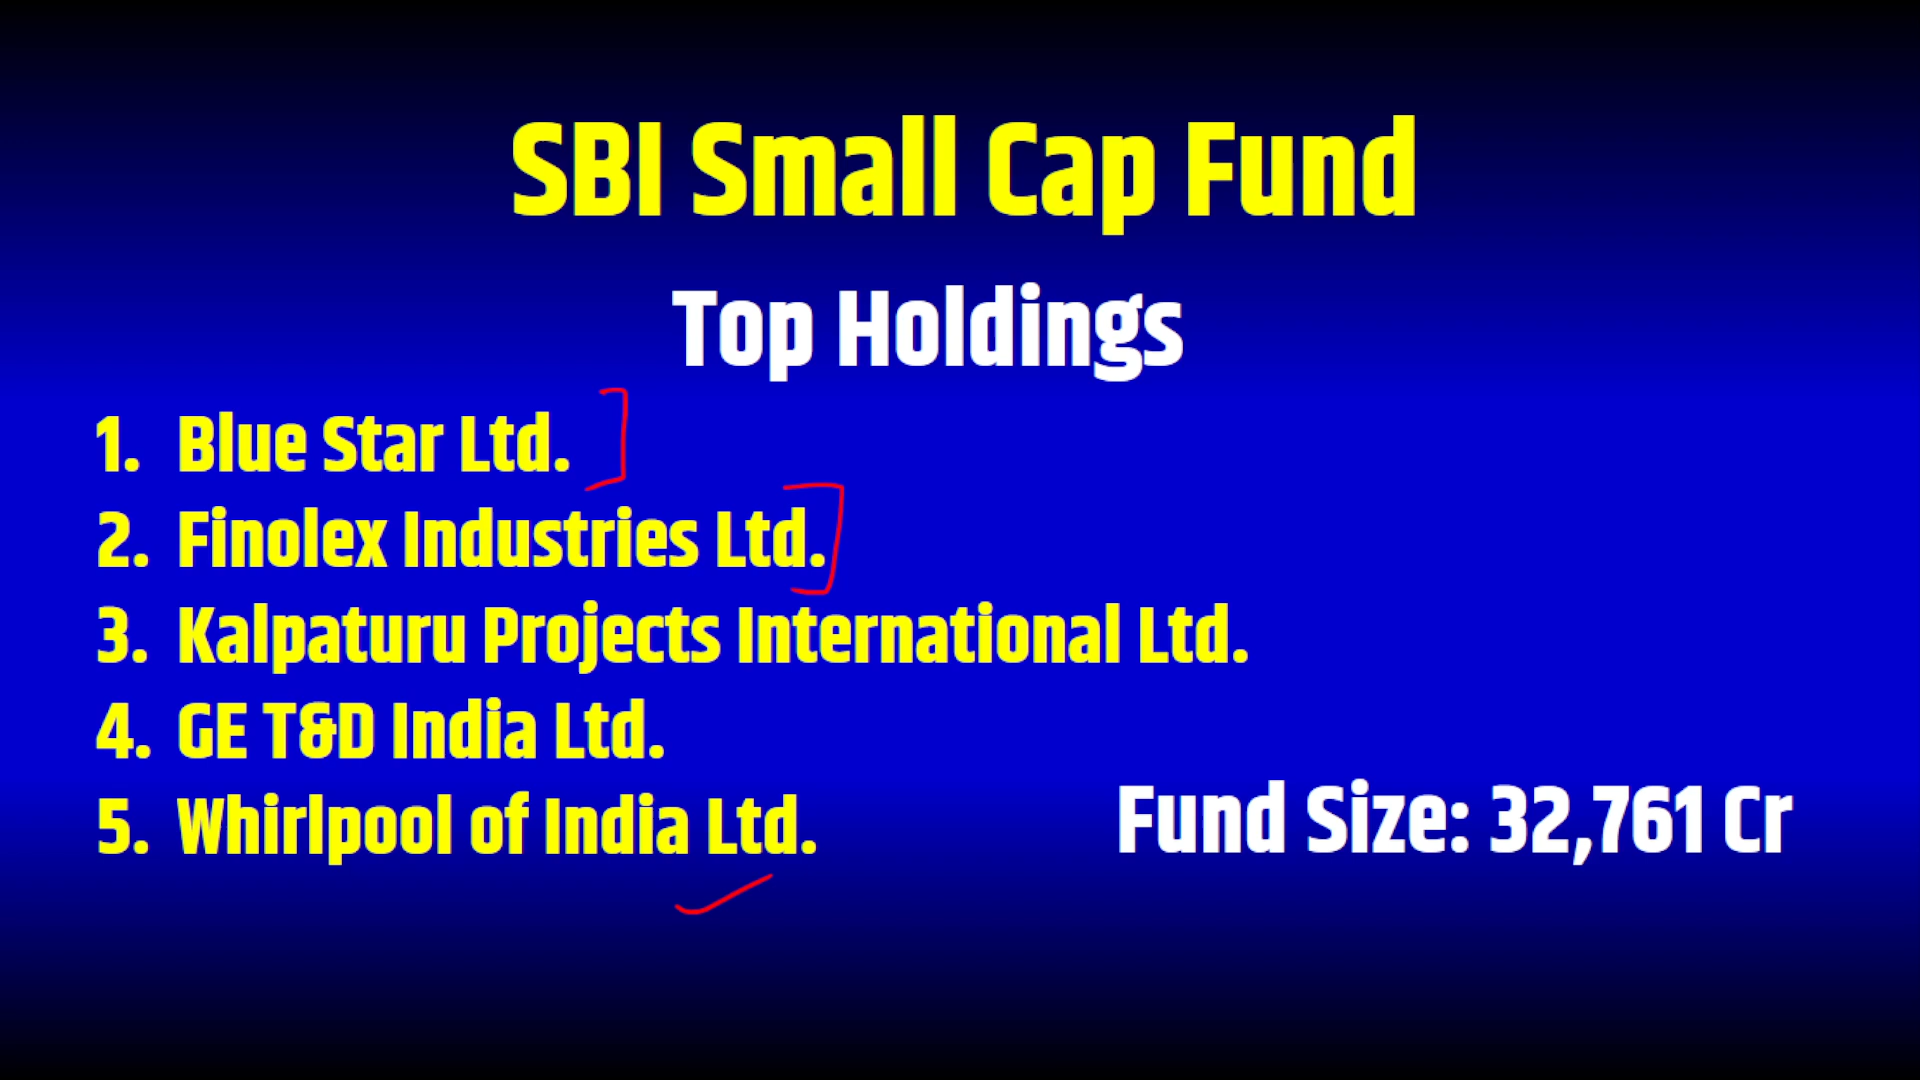 SBI Small Cap Fund
Top Holdings
1. Blue Star Ltd.
2. Finolex Industries Ltd.
3. Kalpaturu Projects International Ltd.
4. GE T&D India Ltd.
5. Whirlpool of India Ltd.
Fund Size: 32,761 Cr